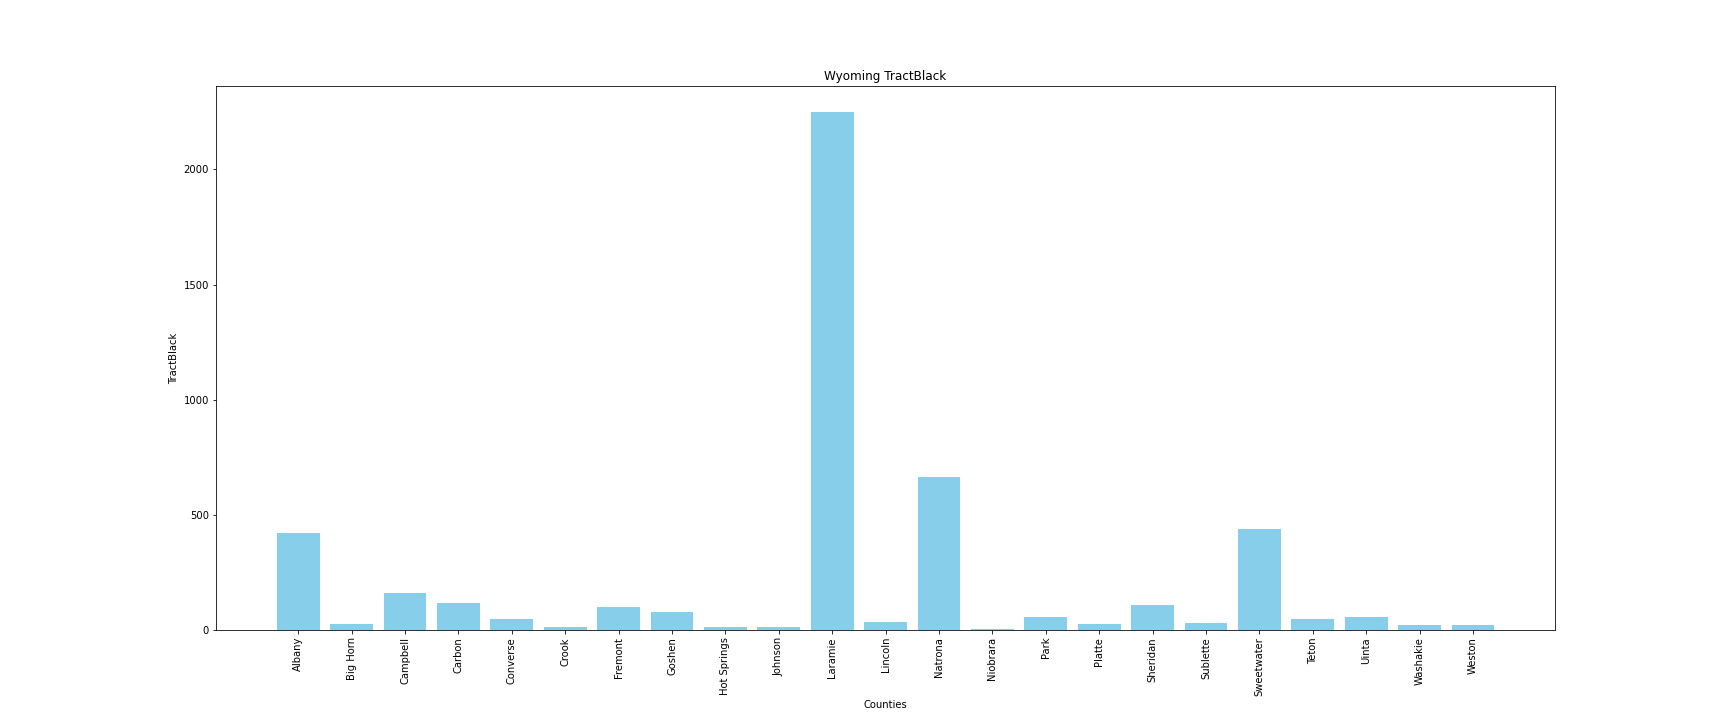 Wyoming TractBlack
2000
1500
1000
500
0
TractBlack
Albany
Big Horn
Campbell
Carbon
Converse
Crook
Fremont
Goshen
Hot Springs
Johnson
Laramie
Lincoln
Natrona
Niobrara
Park
Platte
Sheridan
Sublette
Sweetwater
Teton
Uinta
Washakie
Weston
Counties